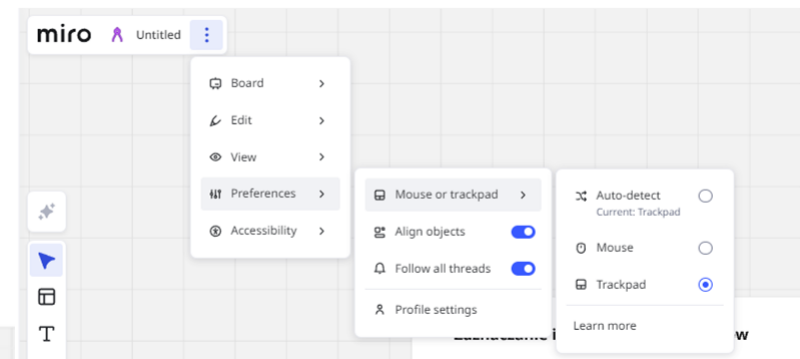 miro Untitled
Board
Edit
View
Preferences
Accessibility
Mouse or trackpad
Align objects
Follow all threads
Profile settings
Auto-detect
Current: Trackpad
Mouse
Trackpad
Learn more
T